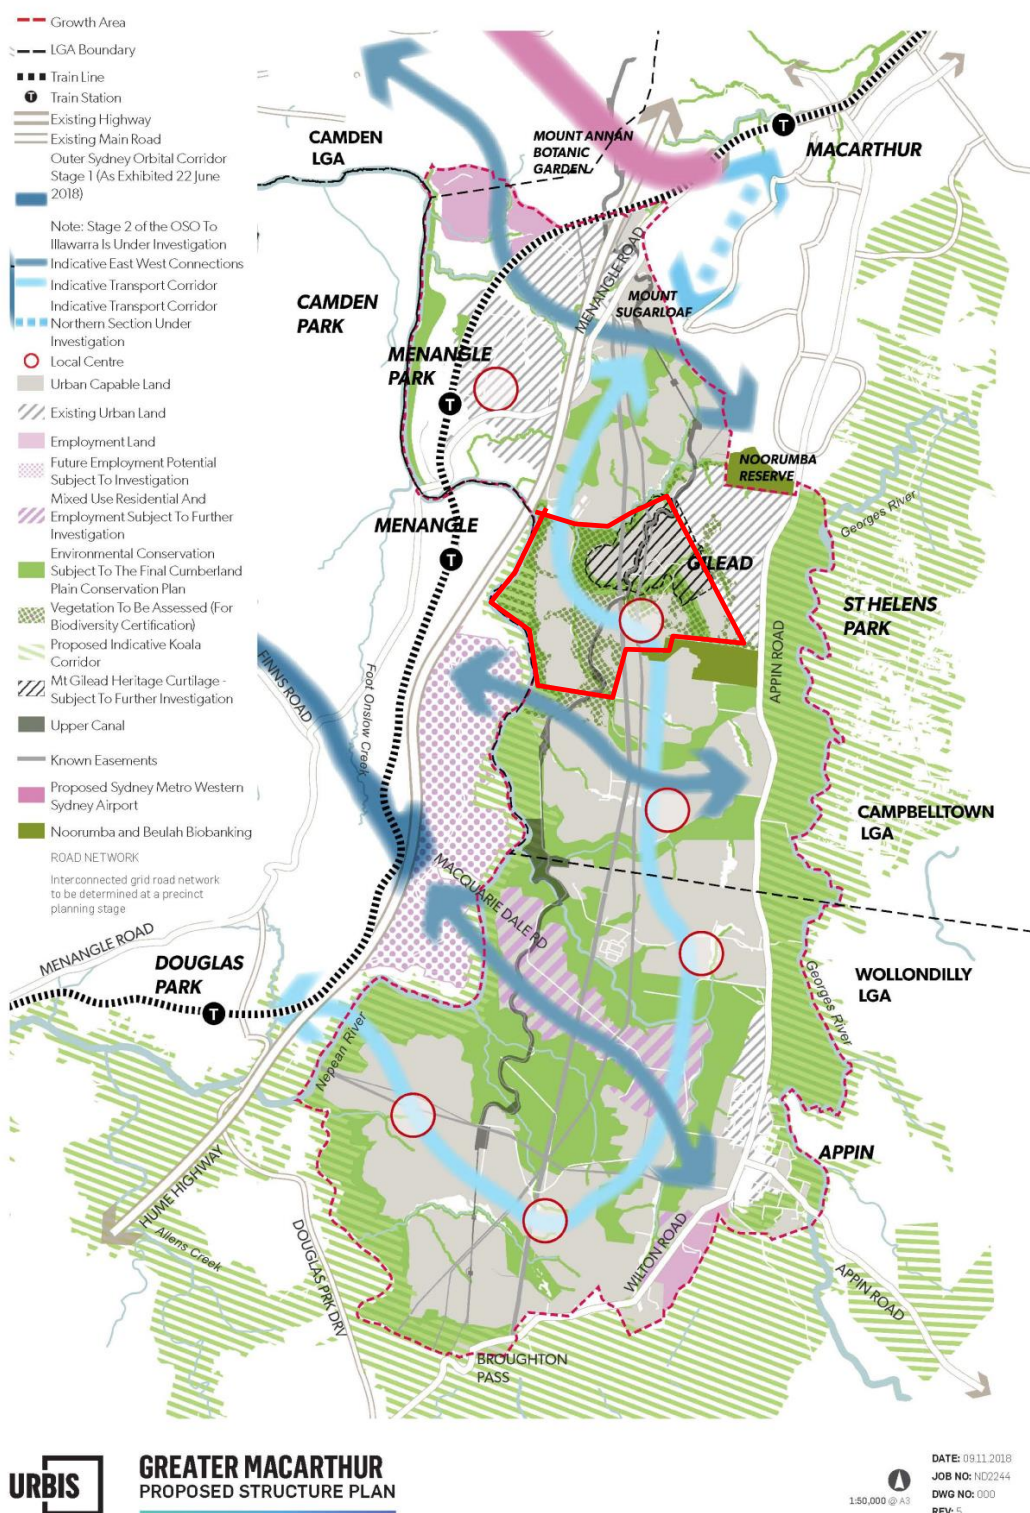 Growth Area
LGA Boundary
Train Line
T
Train Station
Existing Highway
Existing Main Road
Outer Sydney Orbital Corridor
Stage 1 (As Exhibited 22 June
2018)
Note: Stage 2 of the OSO To
Illawarra Is Under Investigation
Indicative East West Connections
Indicative Transport Corridor
Indicative Transport Corridor
Northern Section Under
Investigation
Local Centre
Urban Capable Land
Existing Urban Land
Employment Land
Future Employment Potential
Subject To Investigation
Mixed Use Residential And
Employment Subject To Further
Investigation
Environmental Conservation
Subject To The Final Cumberland
Plain Conservation Plan
Vegetation To Be Assessed (For
Biodiversity Certification)
Proposed Indicative Koala
Corridor
Mt Gilead Heritage Curtilage -
Subject To Further Investigation
Upper Canal
Known Easements
Proposed Sydney Metro Western
Sydney Airport
Noorumba and Beulah Biobanking
ROAD NETWORK
Interconnected grid road network
to be determined at a precinct
planning stage
CAMDEN
LGA
MOUNT ANNAN
BOTANIC
GARDEN
T
MACARTHUR
MENANGLE ROAD
CAMDEN
PARK
MOUNT
SUGARLOAF
MENANGLE
PARK
T
NOORUMBA
RESERVE
Georges River
MENANGLE
T
GILEAD
ST HELENS
PARK
APPIN ROAD
FINNS ROAD
Foot Onslow Creek
CAMPBELLTOWN
LGA
MACQUARIE DALE RD
MENANGLE ROAD
DOUGLAS
PARK
T
WOLLONDILLY
LGA
Georges River
Nepean River
APPIN
HUME HIGHWAY
Allens Creek
DOUGLAS PRK DRV
WILTON ROAD
APPIN ROAD
BROUGHTON
PASS
URBIS
GREATER MACARTHUR
PROPOSED STRUCTURE PLAN
1:50,000 @ A3
DATE: 09.11.2018
JOB NO: ND2244
DWG NO: 000
REV: 5